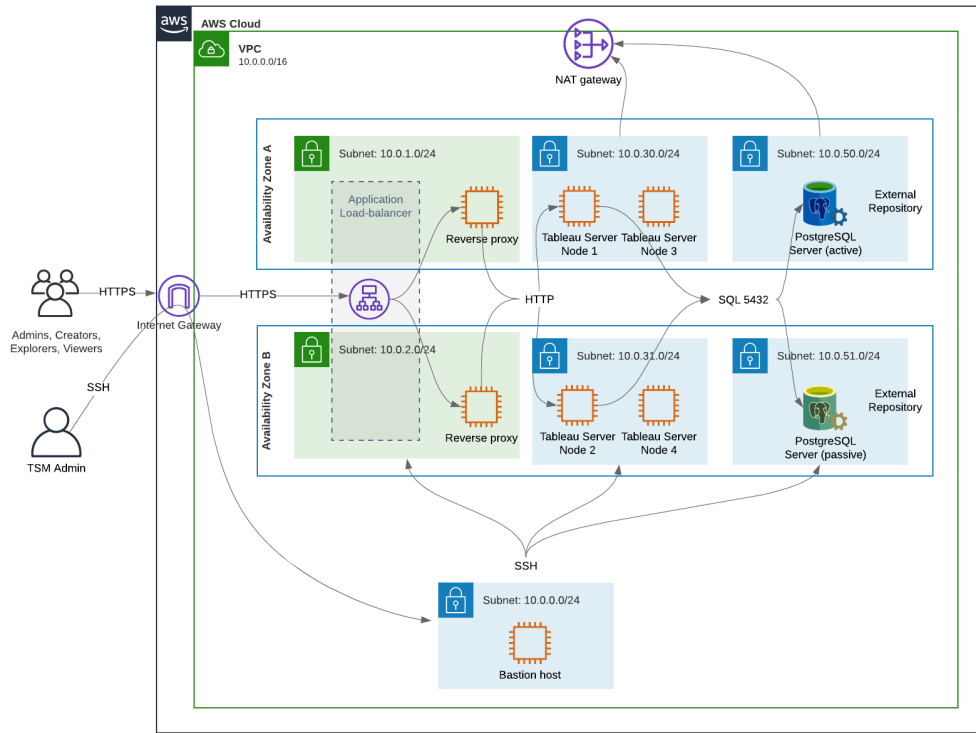 aws
AWS Cloud
VPC
10.0.0.0/16
NAT gateway
Availability Zone A
Subnet: 10.0.1.0/24
Subnet: 10.0.30.0/24
Subnet: 10.0.50.0/24
Application
Load-balancer
Reverse proxy
Tableau Server
Node 1
Tableau Server
Node 3
External
Repository
PostgreSQL
Server (active)
HTTPS
HTTPS
HTTP
SQL 5432
Internet Gateway
Admins, Creators,
Explorers, Viewers
SSH
TSM Admin
Availability Zone B
Subnet: 10.0.2.0/24
Subnet: 10.0.31.0/24
Subnet: 10.0.51.0/24
Reverse proxy
Tableau Server
Node 2
Tableau Server
Node 4
External
Repository
PostgreSQL
Server (passive)
SSH
Subnet: 10.0.0.0/24
Bastion host